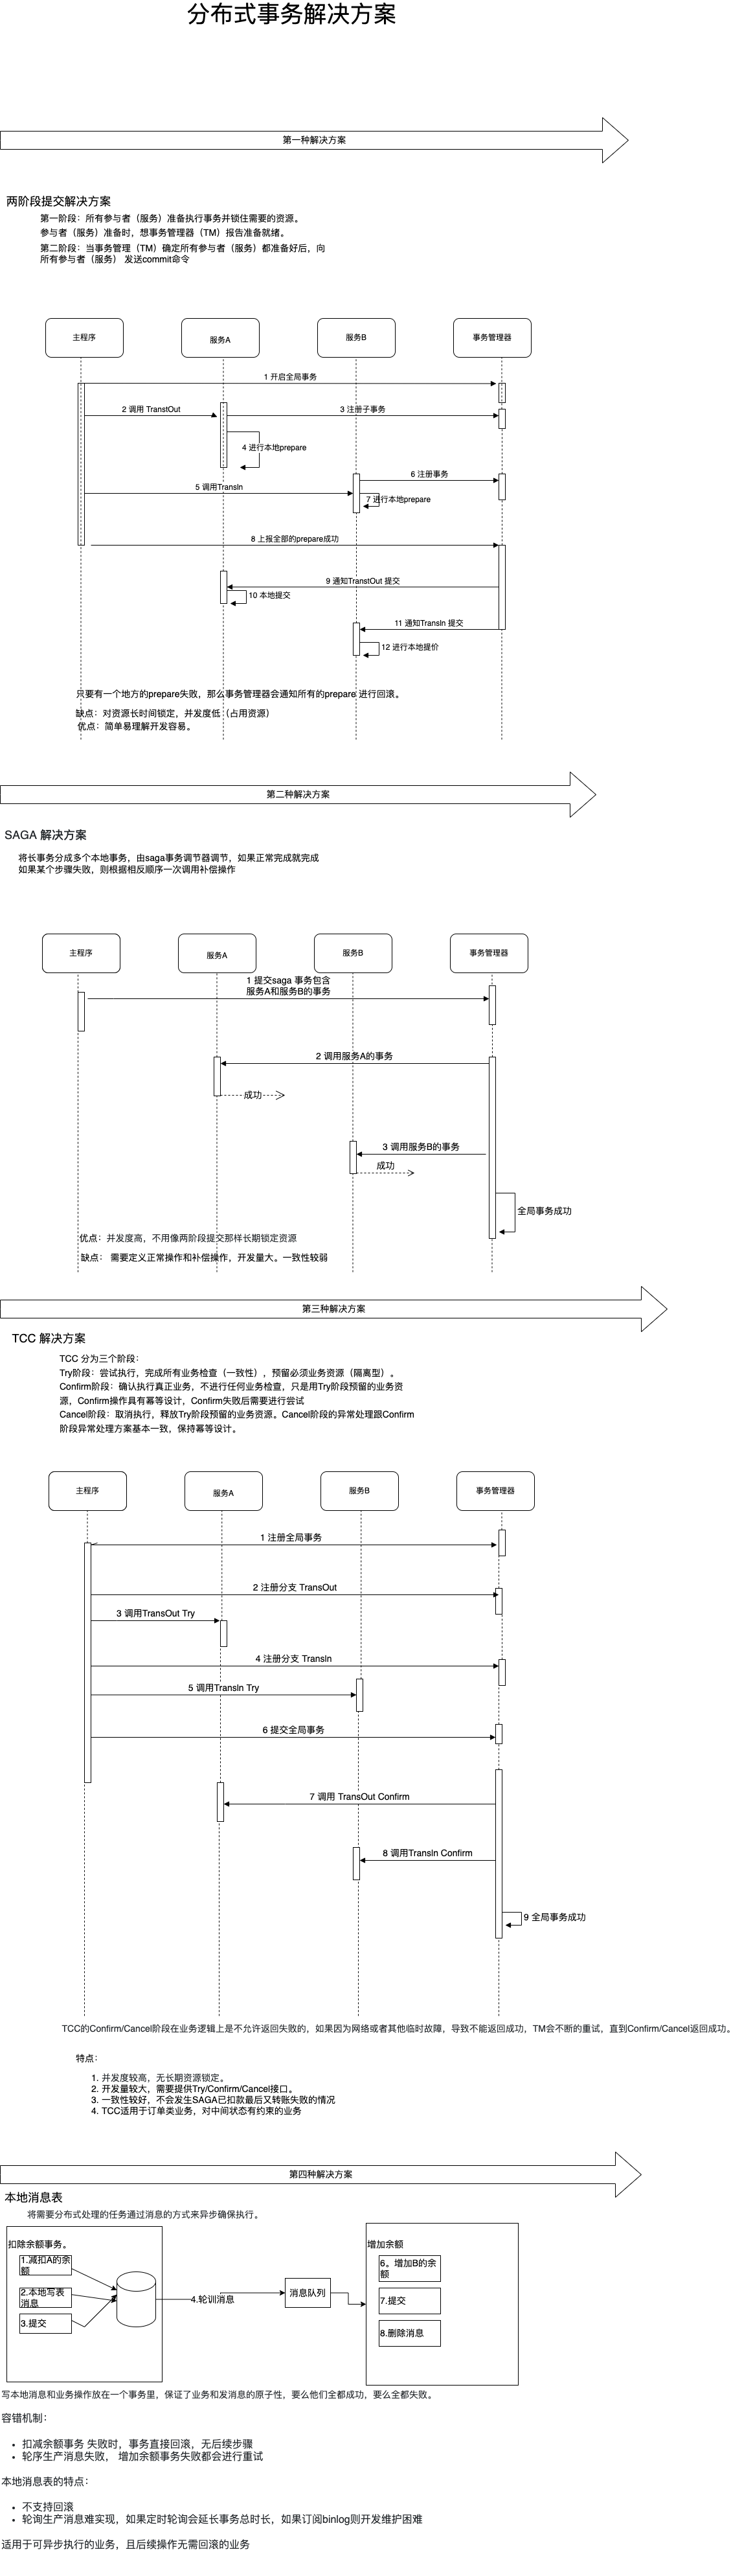 分布式事务解决方案
第一种解决方案
两阶段提交解决方案
第一阶段：所有参与者（服务）准备执行事务并锁住需要的资源。
参与者（服务）准备时，想事务管理器（TM）报告准备就绪。
第二阶段：当事务管理（TM）确定所有参与者（服务）都准备好后，向
所有参与者（服务） 发送commit命令
主程序
服务A
服务B
事务管理器
1 开启全局事务
2 调用 TranstOut
3 注册子事务
4 进行本地prepare
6 注册事务
5 调用TransIn
7 进行本地prepare
8 上报全部的prepare成功
9 通知TranstOut 提交
10 本地提交
11 通知TransIn 提交
12 进行本地提价
只要有一个地方的prepare失败，那么事务管理器会通知所有的prepare 进行回滚。
缺点：对资源长时间锁定，并发度低（占用资源）
优点：简单易理解开发容易。
第二种解决方案
SAGA 解决方案
将长事务分成多个本地事务，由saga事务调节器调节，如果正常完成就完成
如果某个步骤失败，则根据相反顺序一次调用补偿操作
主程序
服务A
服务B
事务管理器
1 提交saga 事务包含
服务A和服务B的事务
2 调用服务A的事务
成功
3 调用服务B的事务
成功
全局事务成功
优点：并发度高，不用像两阶段提交那样长期锁定资源
缺点： 需要定义正常操作和补偿操作，开发量大。一致性较弱
第三种解决方案
TCC 解决方案
TCC 分为三个阶段：
Try阶段：尝试执行，完成所有业务检查（一致性），预留必须业务资源（隔离型）。
Confirm阶段：确认执行真正业务，不进行任何业务检查，只是用Try阶段预留的业务资
源，Confirm操作具有幂等设计，Confirm失败后需要进行尝试
Cancel阶段：取消执行，释放Try阶段预留的业务资源。Cancel阶段的异常处理跟Confirm
阶段异常处理方案基本一致，保持幂等设计。
主程序
服务A
服务B
事务管理器
1 注册全局事务
2 注册分支 TransOut
3 调用TransOut Try
4 注册分支 TransIn
5 调用TransIn Try
6 提交全局事务
7 调用 TransOut Confirm
8 调用TransIn Confirm
9 全局事务成功
TCC的Confirm/Cancel阶段在业务逻辑上是不允许返回失败的，如果因为网络或者其他临时故障，导致不能返回成功，TM会不断的重试，直到Confirm/Cancel返回成功。
特点：
1. 并发度较高，无长期资源锁定。
2. 开发量较大，需要提供Try/Confirm/Cancel接口。
3. 一致性较好，不会发生SAGA已扣款最后又转账失败的情况
4. TCC适用于订单类业务，对中间状态有约束的业务
第四种解决方案
本地消息表
将需要分布式处理的任务通过消息的方式来异步确保执行。
扣除余额事务。
1.减扣A的余
额
2.本地写表
消息
3.提交
4.轮训消息
消息队列
增加余额
6。增加B的余
额
7.提交
8.删除消息
写本地消息和业务操作放在一个事务里，保证了业务和发消息的原子性，要么他们全都成功，要么全都失败。
容错机制：
• 扣减余额事务 失败时，事务直接回滚，无后续步骤
• 轮序生产消息失败， 增加余额事务失败都会进行重试
本地消息表的特点：
• 不支持回滚
• 轮询生产消息难实现，如果定时轮询会延长事务总时长，如果订阅binlog则开发维护困难
适用于可异步执行的业务，且后续操作无需回滚的业务